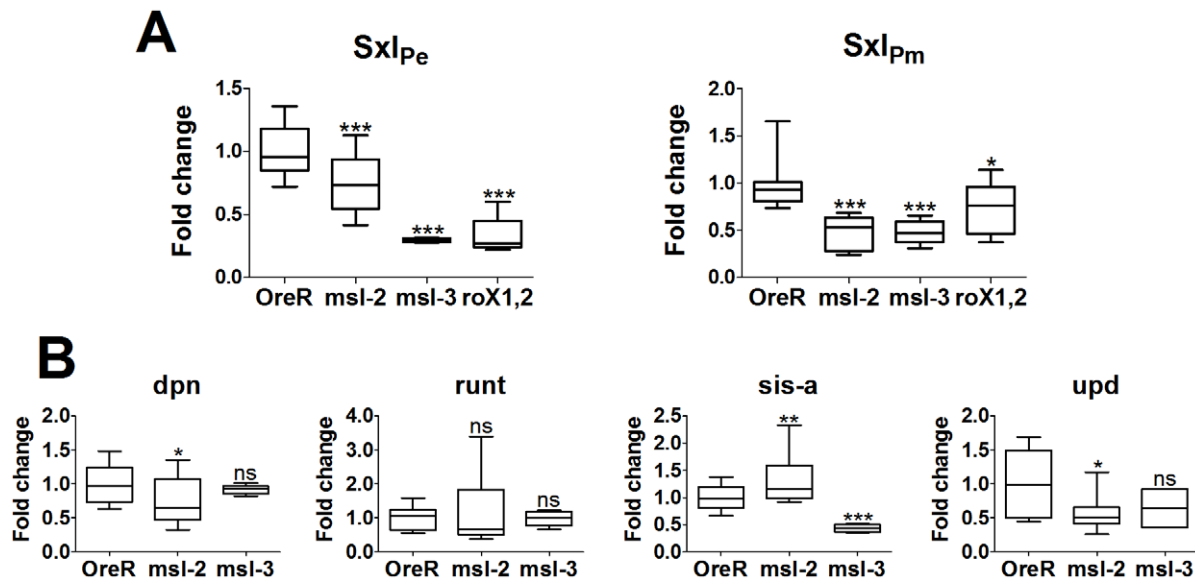 A
SxlPe
Fold change
1.5
1.0
0.5
0.0
***
***
***
OreR msl-2 msl-3 roX1,2
SxlPm
Fold change
2.0
1.5
1.0
0.5
0.0
***
***
*
OreR msl-2 msl-3 roX1,2
B
dpn
Fold change
2.0
1.5
1.0
0.5
0.0
*
ns
OreR msl-2 msl-3
runt
Fold change
4.0
3.0
2.0
1.0
0.0
ns
ns
OreR msl-2 msl-3
sis-a
Fold change
2.5
2.0
1.5
1.0
0.5
0.0
**
***
OreR msl-2 msl-3
upd
Fold change
2.0
1.5
1.0
0.5
0.0
*
ns
OreR msl-2 msl-3